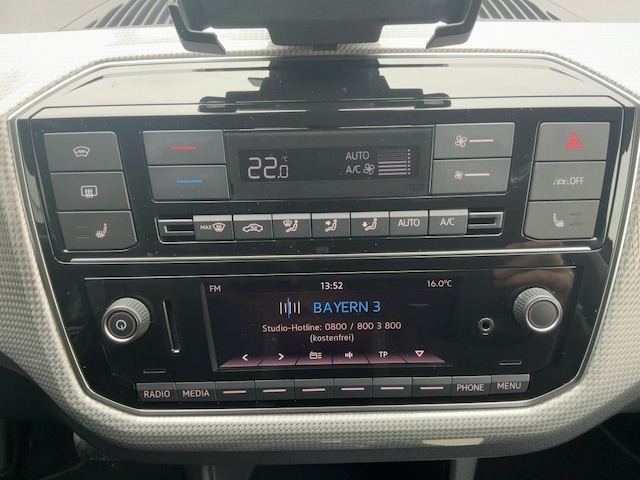 22.0 °C
AUTO
A/C
OFF
MAX
AUTO
A/C
FM 13:52 16.0°C
BAYERN 3
Studio-Hotline: 0800 / 800 3 800
(kostenfrei)
TP
RADIO MEDIA PHONE MENU